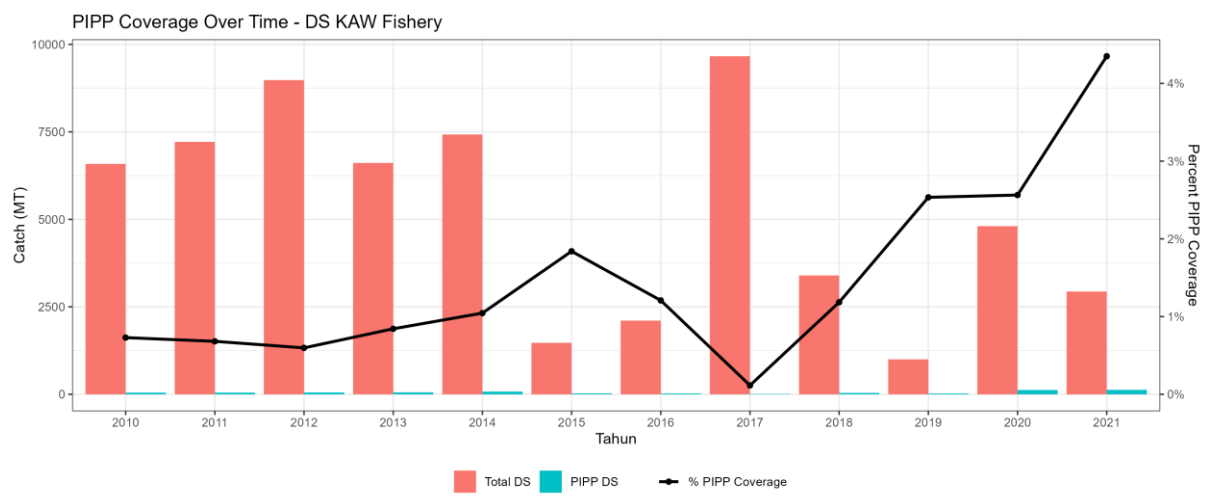 PIPP Coverage Over Time - DS KAW Fishery
Catch (MT)
10000
7500
5000
2500
0
Percent PIPP Coverage
4%
3%
2%
1%
0%
2010 2011 2012 2013 2014 2015 2016 2017 2018 2019 2020 2021
Tahun
Total DS PIPP DS % PIPP Coverage